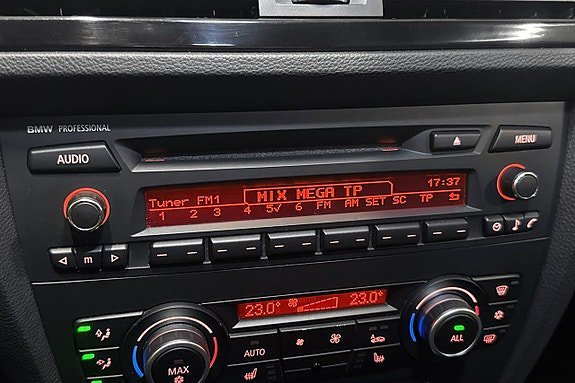 BMW PROFESSIONAL
AUDIO
MENU
Tuner FM1 MIX MEGA TP 17:37
1 2 3 4 5√ 6 FM AM SET SC TP
m
23.0° 23.0°
AUTO
MAX
ALL